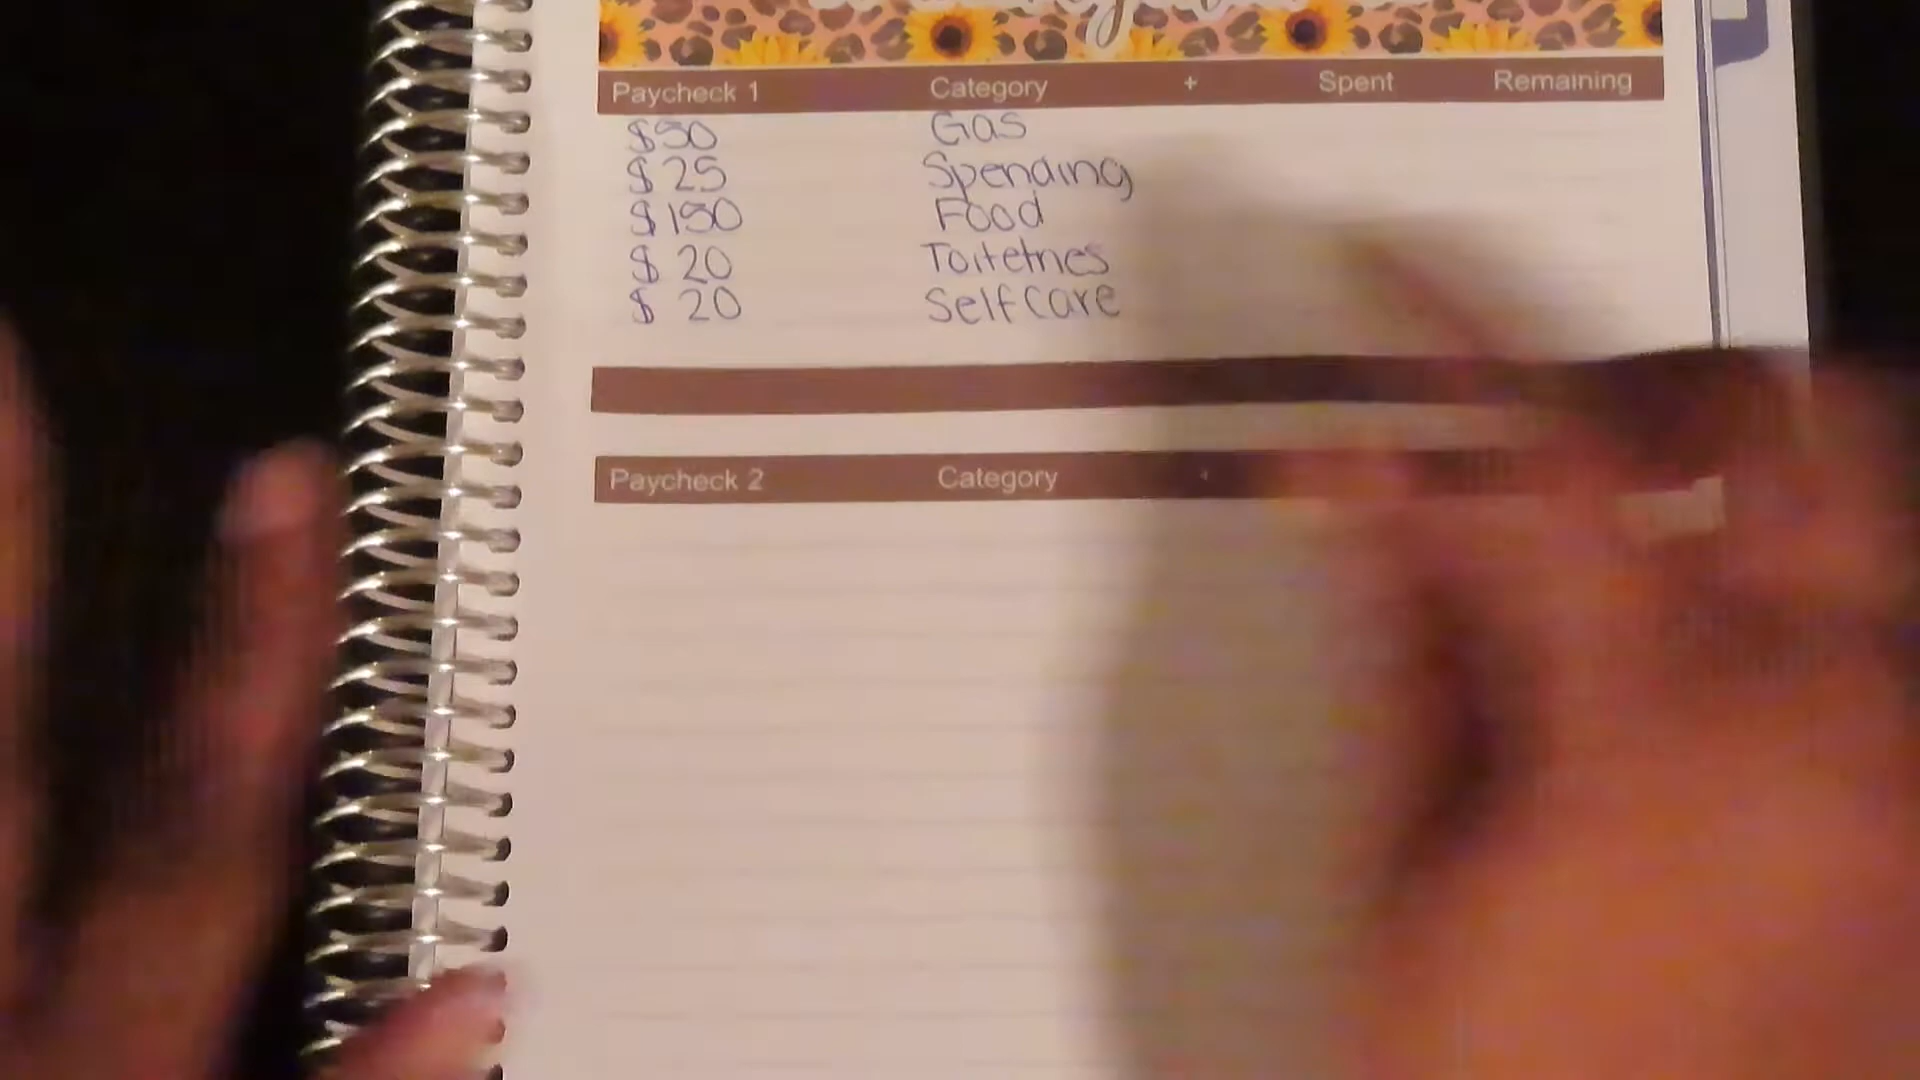 Paycheck 1 Category + Spent Remaining
$50 Gas
$25 Spending
$150 Food
$ 20 Toiletries
$ 20 Self Care
Paycheck 2 Category